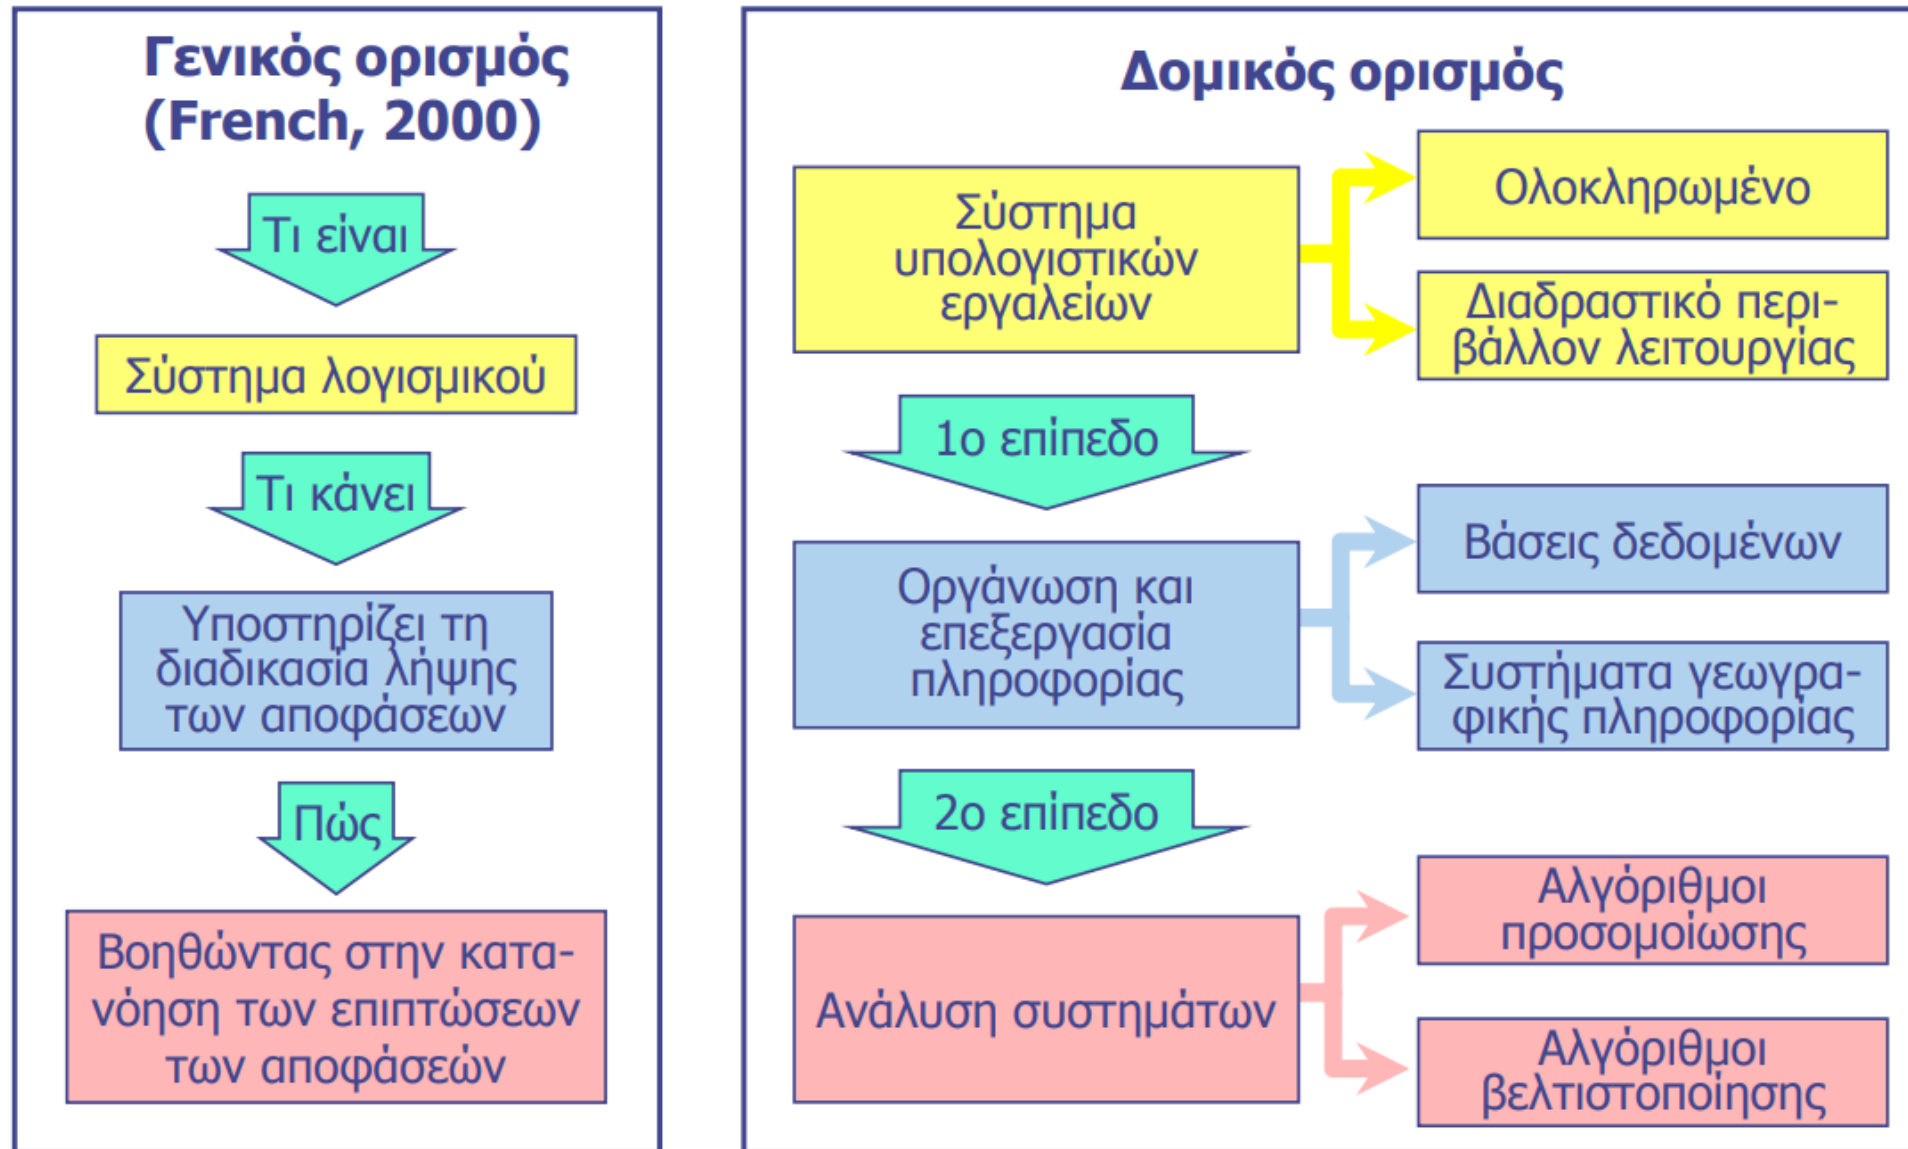 Γενικός ορισμός
(French, 2000)
Τι είναι
Σύστημα λογισμικού
Τι κάνει
Υποστηρίζει τη
διαδικασία λήψης
των αποφάσεων
Πώς
Βοηθώντας στην κατα-
νόηση των επιπτώσεων
των αποφάσεών
Δομικός ορισμός
Σύστημα
υπολογιστικών
εργαλείων
Ολοκληρωμένο
Διαδραστικό περι-
βάλλον λειτουργίας
1ο επίπεδο
Οργάνωση και
επεξεργασία
πληροφορίας
Βάσεις δεδομένων
Συστήματα γεωγρα-
φικής πληροφορίας
2ο επίπεδο
Ανάλυση συστημάτων
Αλγόριθμοι
προσομοίωσης
Αλγόριθμοι
βελτιστοποίησης